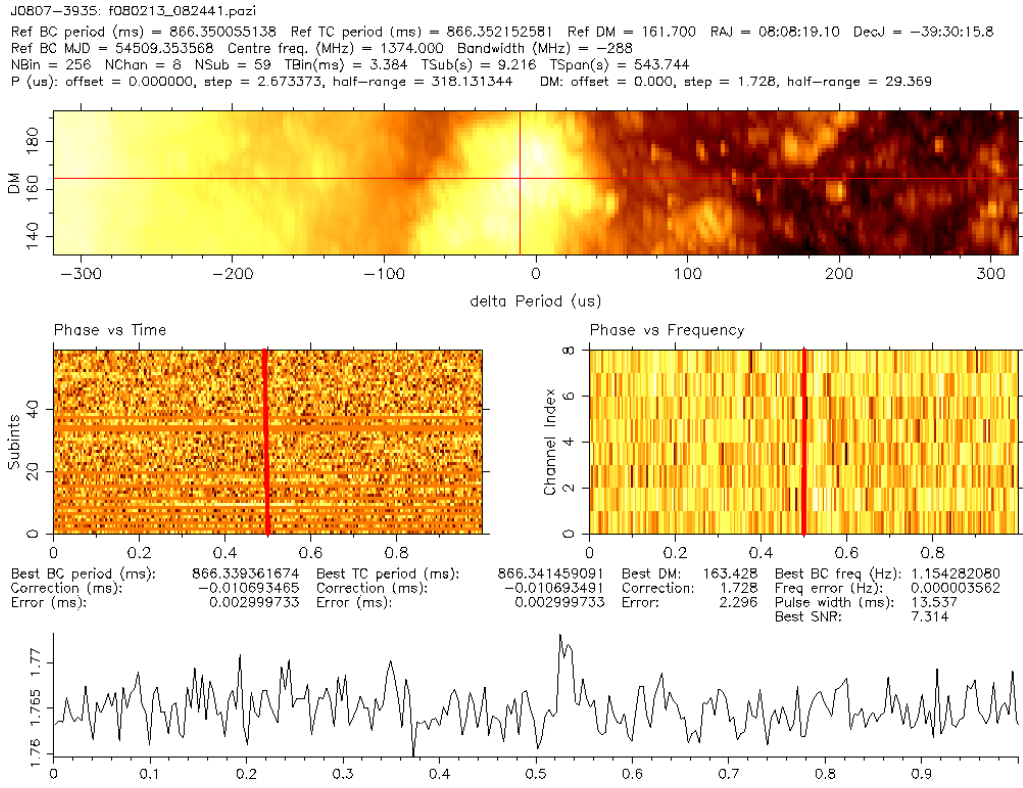 J0807-3935: f080213_082441.pazi
Ref BC period (ms) = 866.350055138 Ref TC period (ms) = 866.352152581 Ref DM = 161.700 RAJ = 08:08:19.10 DecJ = -39:30:15.8
Ref BC MJD = 54509.353568 Centre freq. (MHz) = 1374.000 Bandwidth (MHz) = -288
NBin = 256 NChan = 8 NSub = 59 TBin(ms) = 3.384 TSub(s) = 9.216 TSpan(s) = 543.744
P (us): offset = 0.000000, step = 2.673373, half-range = 318.131344 DM: offset = 0.000, step = 1.728, half-range = 29.369
180
160
140
DM
-300 -200 -100 0 100 200 300
delta Period (us)
Phase vs Time
40
20
0
Subints
0 0.2 0.4 0.6 0.8
Phase vs Frequency
8
6
4
2
0
Channel Index
0 0.2 0.4 0.6 0.8
Best BC period (ms): 866.339361674 Best TC period (ms): 866.341459091 Best DM: 163.428 Best BC freq (Hz): 1.154282080
Correction (ms): -0.010693465 Correction (ms): -0.010693491 Correction: 1.728 Freq error (Hz): 0.000003562
Error (ms): 0.002999733 Error (ms): 0.002999733 Error: 2.296 Pulse width (ms): 13.537
Best SNR: 7.314
1.77
1.765
1.76
0 0.1 0.2 0.3 0.4 0.5 0.6 0.7 0.8 0.9